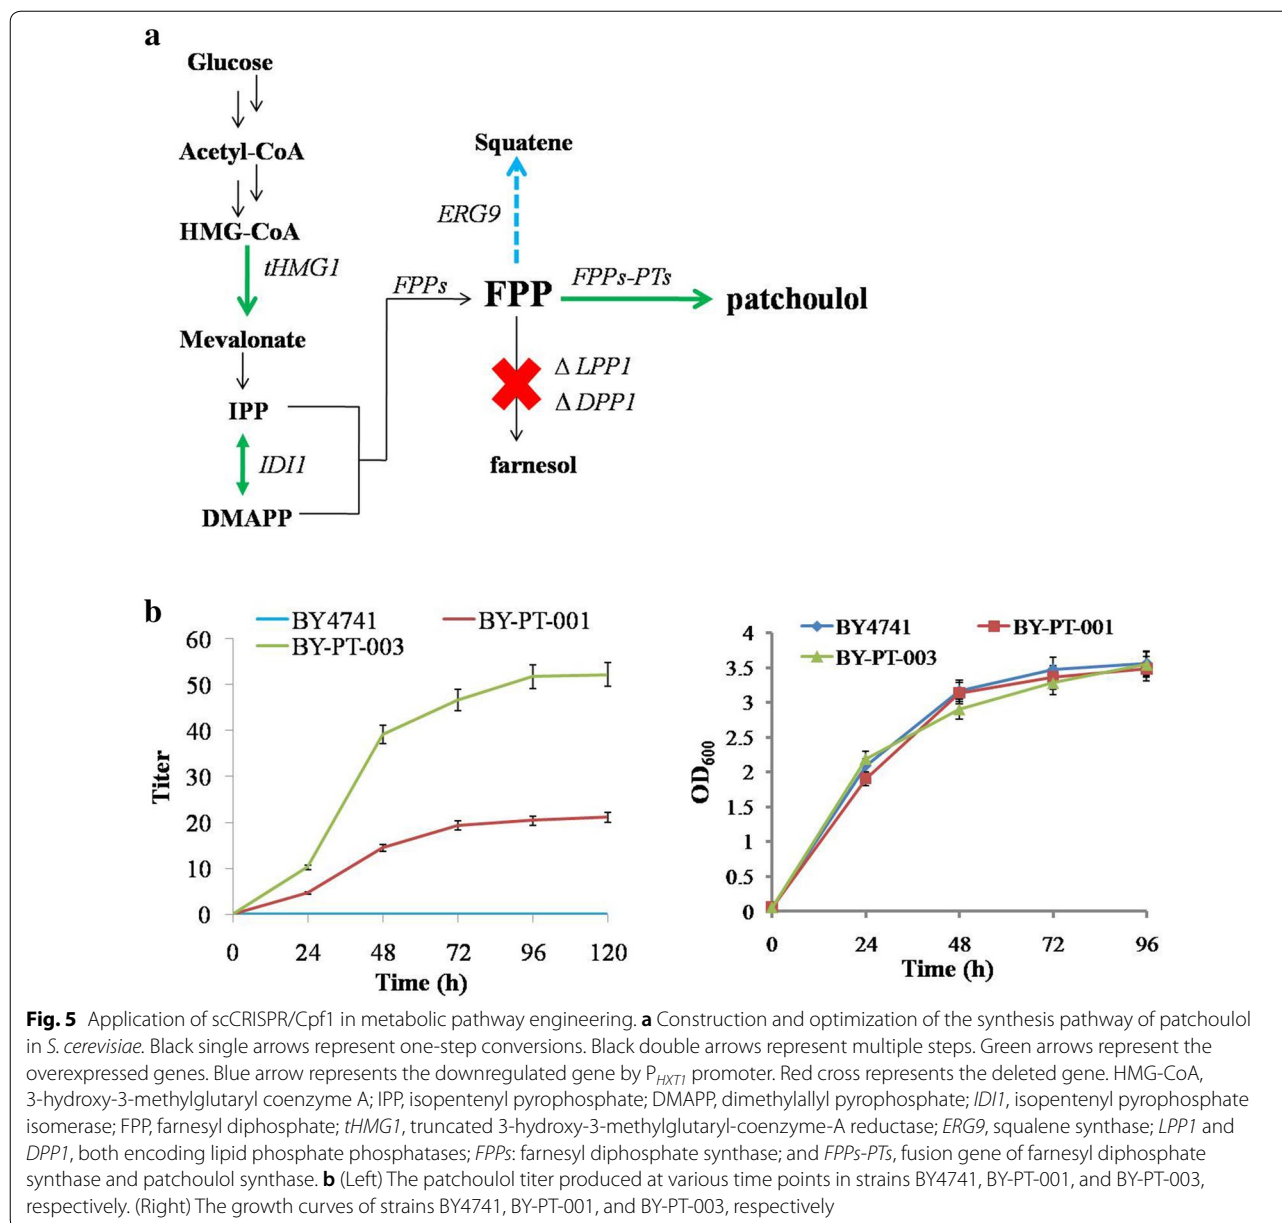 a
Glucose
Acetyl-CoA
HMG-CoA
tHMG1
Mevalonate
IPP
IDI1
DMAPP
FPPs
Squatene
ERG9
FPP
FPPs-PTs
patchoulol
Δ LPP1
Δ DPP1
farnesol
b
BY4741
BY-PT-001
BY-PT-003
60
50
40
30
20
10
0
Titer
0 24 48 72 96 120
Time (h)
BY4741
BY-PT-001
BY-PT-003
4
3.5
3
2.5
2
1.5
1
0.5
0
OD600
0 24 48 72 96
Time (h)
Fig. 5 Application of scCRISPR/Cpf1 in metabolic pathway engineering. a Construction and optimization of the synthesis pathway of patchoulol
in S. cerevisiae. Black single arrows represent one-step conversions. Black double arrows represent multiple steps. Green arrows represent the
overexpressed genes. Blue arrow represents the downregulated gene by PHXT1 promoter. Red cross represents the deleted gene. HMG-CoA,
3-hydroxy-3-methylglutaryl coenzyme A; IPP, isopentenyl pyrophosphate; DMAPP, dimethylallyl pyrophosphate; IDI1, isopentenyl pyrophosphate
isomerase; FPP, farnesyl diphosphate; tHMG1, truncated 3-hydroxy-3-methylglutaryl-coenzyme-A reductase; ERG9, squalene synthase; LPP1 and
DPP1, both encoding lipid phosphate phosphatases; FPPs: farnesyl diphosphate synthase; and FPPs-PTs, fusion gene of farnesyl diphosphate
synthase and patchoulol synthase. b (Left) The patchoulol titer produced at various time points in strains BY4741, BY-PT-001, and BY-PT-003,
respectively. (Right) The growth curves of strains BY4741, BY-PT-001, and BY-PT-003, respectively